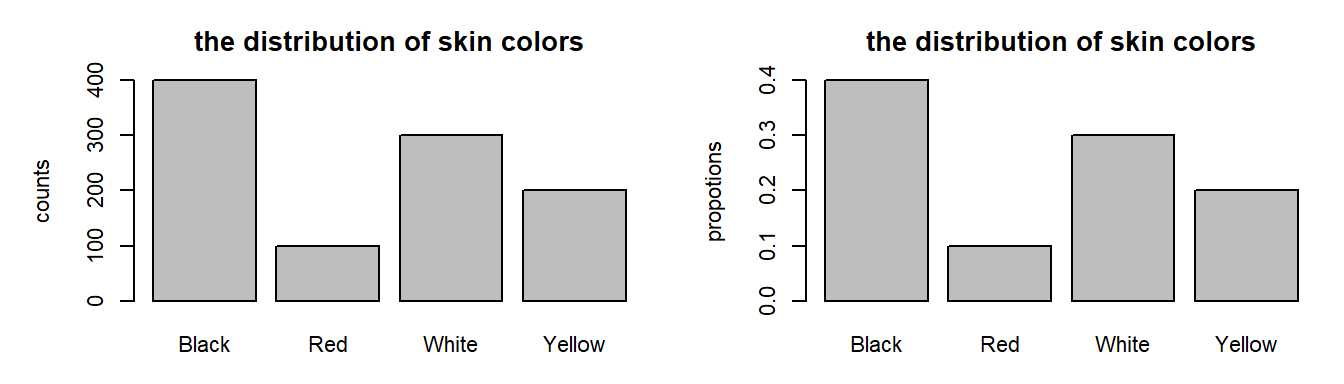 the distribution of skin colors
counts
400
300
200
100
0
Black Red White Yellow
the distribution of skin colors
propotions
0.4
0.3
0.2
0.1
0.0
Black Red White Yellow